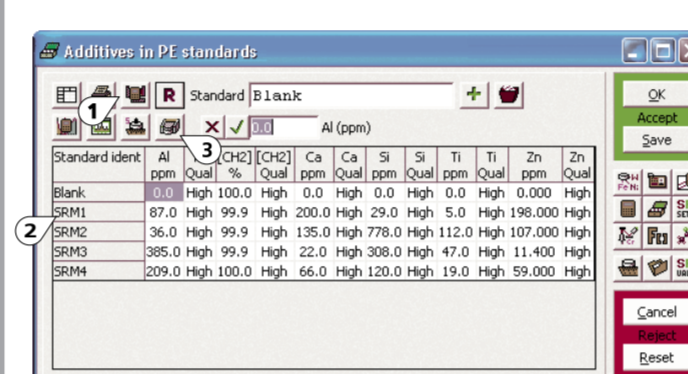 Additives in PE standards
1
R Standard Blank
OK
Accept
Save
0.0 Al (ppm)
3
Standard ident Al [CH2] [CH2] Ca Ca Si Si Ti Ti Zn Zn
ppm % Qual ppm Qual ppm Qual ppm Qual ppm Qual
Blank 0.0 High 100.0 High 0.0 High 0.0 High 0.0 High 0.000 High
SRM1 87.0 High 99.9 High 200.0 High 29.0 High 5.0 High 198.000 High
2
SRM2 36.0 High 99.9 High 135.0 High 778.0 High 112.0 High 107.000 High
SRM3 385.0 High 99.9 High 22.0 High 308.0 High 47.0 High 11.400 High
SRM4 209.0 High 100.0 High 66.0 High 120.0 High 19.0 High 59.000 High
Cancel
Reject
Reset